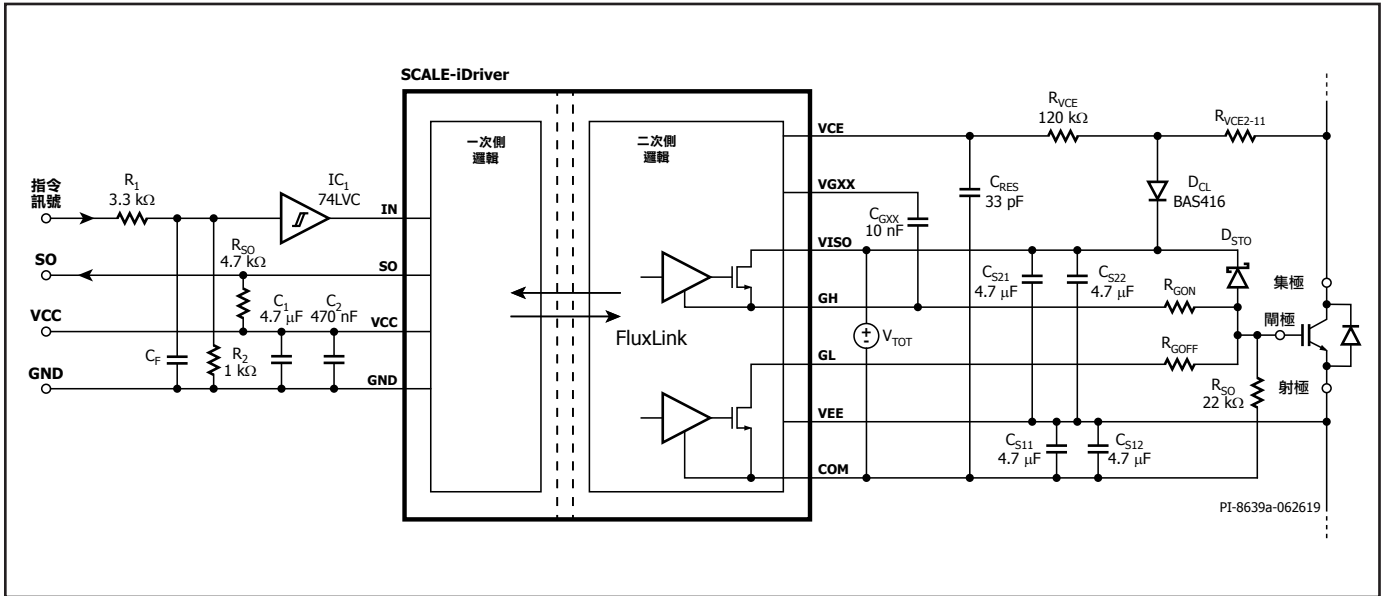 SCALE-iDriver
一次側
邏輯
二次側
邏輯
FluxLink
指令
訊號
R1
3.3 kΩ
IC1
74LVC
IN
SO
RSO
4.7 kΩ
SO
VCC
C1
4.7 μF
C2
470 nF
VCC
GND
CF
R2
1 kΩ
GND
VCE
RVCE
120 kΩ
RVCE2-11
VGXX
CRES
33 pF
DCL
BAS416
CGXX
10 nF
VISO
DSTO
CS21
4.7 μF
CS22
4.7 μF
RGON
集極
GH
閘極
VTOT
GL
RGOFF
RSO
22 kΩ
射極
VEE
CS11
4.7 μF
CS12
4.7 μF
COM
PI-8639a-062619